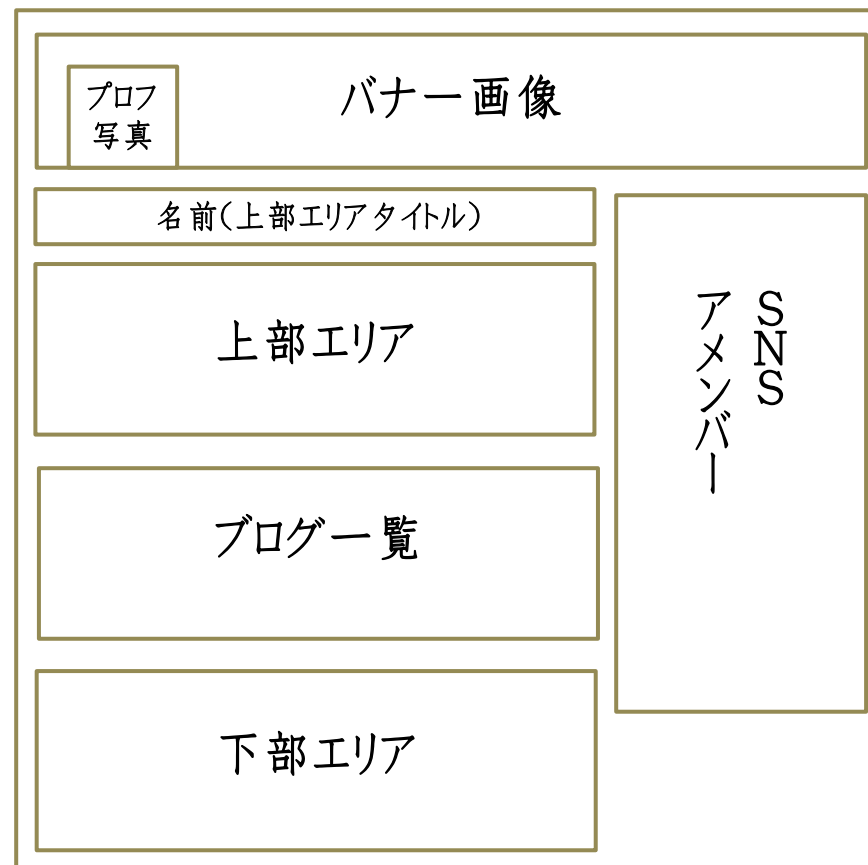 バナー画像
プロフ
写真
名前(上部エリアタイトル)
上部エリア
SNS
アメンバー
ブログ一覧
下部エリア